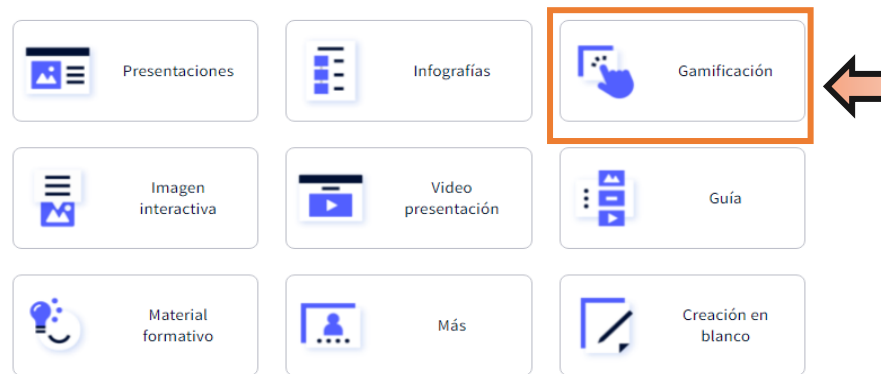 Presentaciones
Infografías
Gamificación
Imagen
interactiva
Video
presentación
Guía
Material
formativo
Más
Creación en
blanco